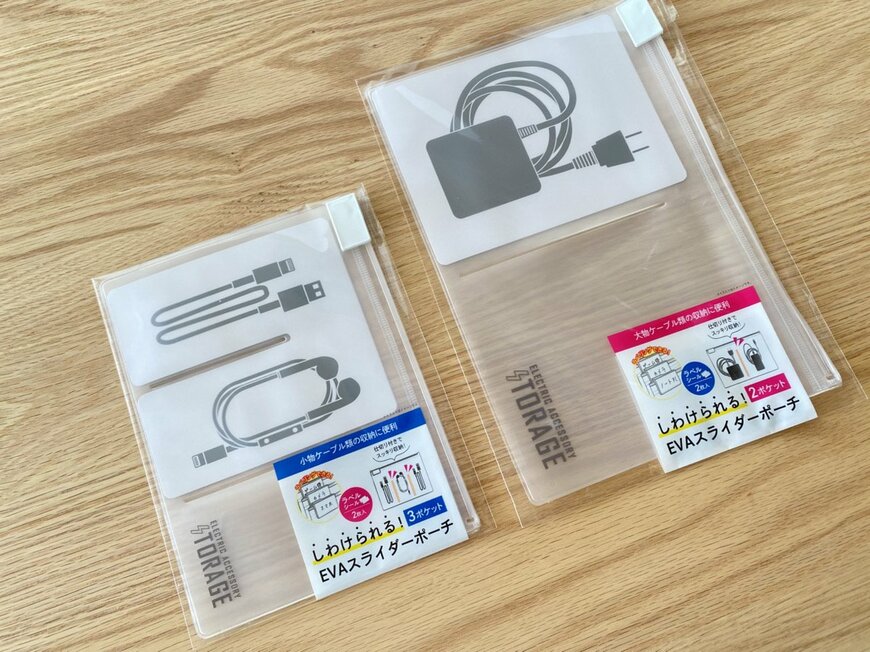 大物ケーブル類の収納に便利
仕切り付きで
スッキリ収納!
ラベル
シール
2枚入
2ポケット
しわけられる!
EVAスライダーポーチ
ELECTRIC ACCESSORY
STORAGE
小物ケーブル類の収納に便利
仕切り付きで
スッキリ収納!
ラベル
シール
2枚入
3ポケット
しわけられる!
EVAスライダーポーチ
ELECTRIC ACCESSORY
STORAGE